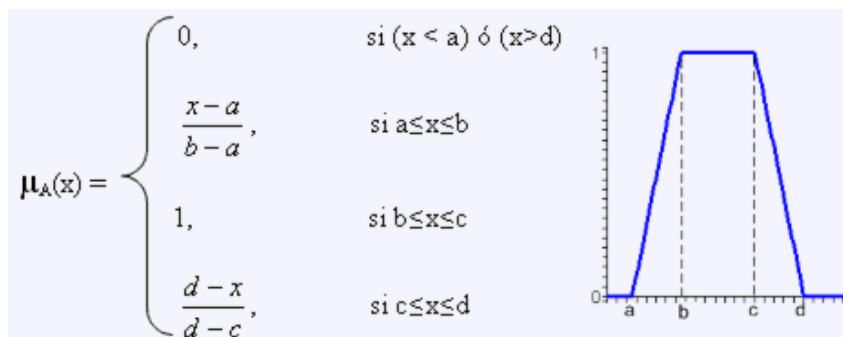 0, si (x < a) ó (x>d)
x − a
b − a , si a≤x≤b
μA(x) =
1, si b≤x≤c
d − x
d − c , si c≤x≤d
1
0
a b c d